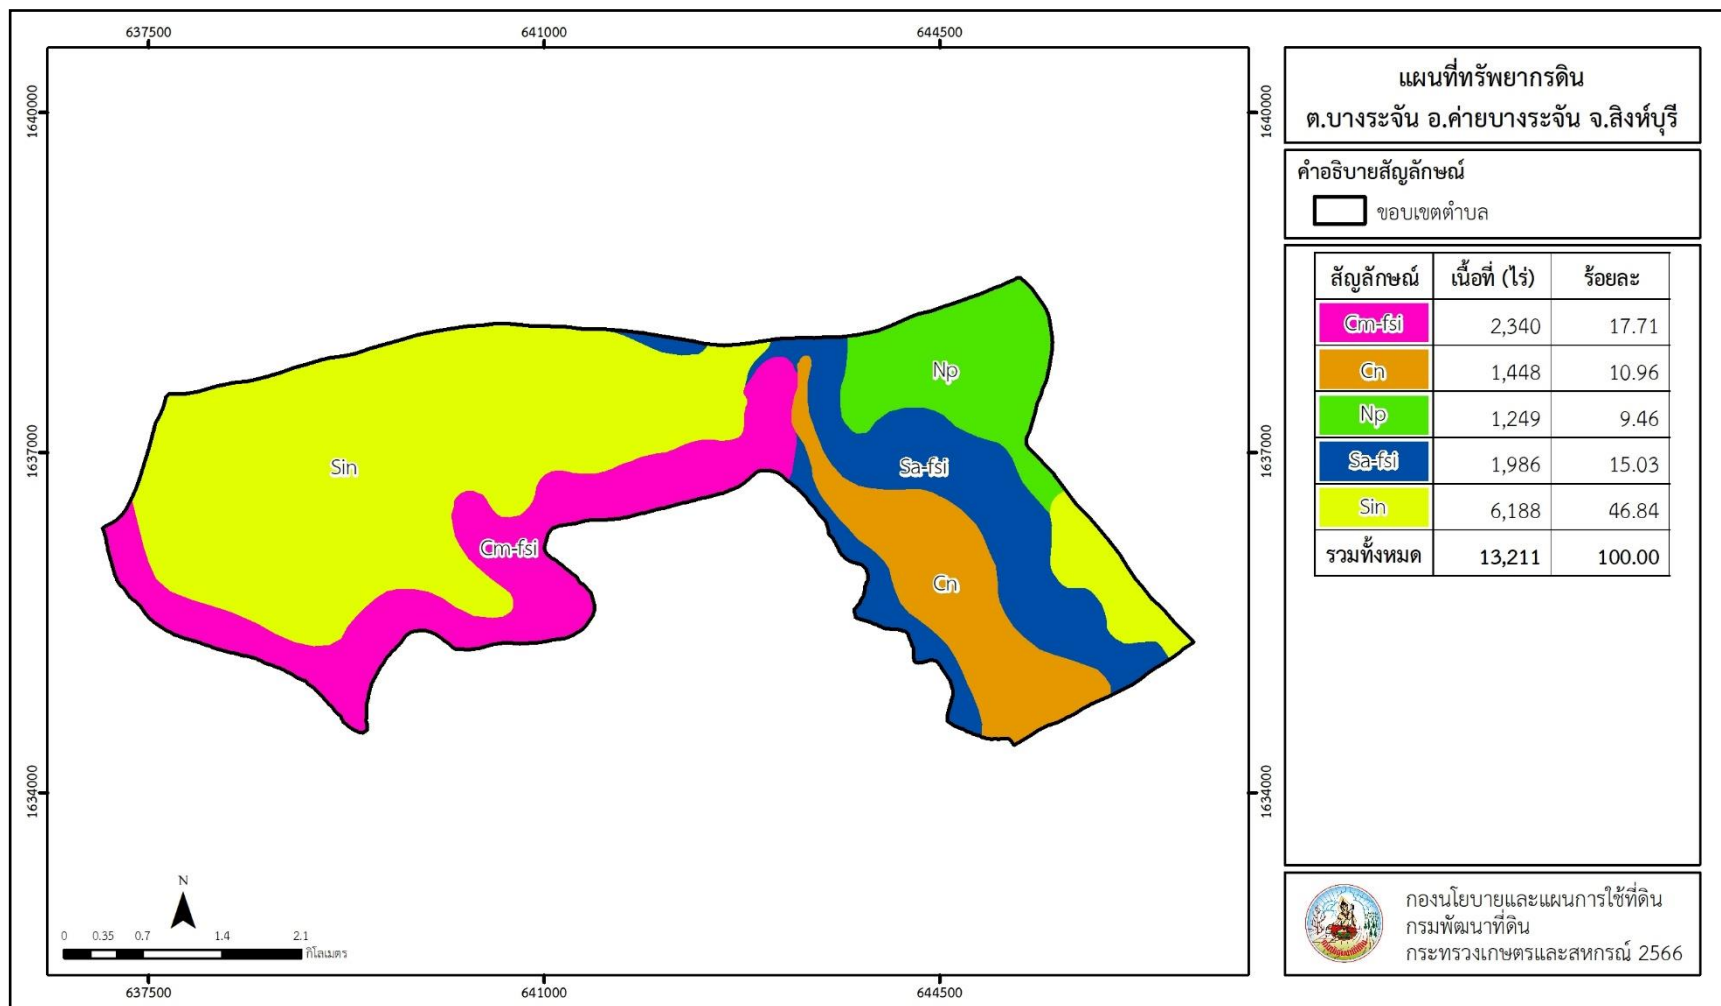 637500
641000
644500
1640000
1640000
1637000
1637000
1634000
1634000
Np
Sin
Sa-fsi
Cm-fsi
Cn
N
0 0.35 0.7 1.4 2.1
กิโลเมตร
637500
641000
644500
แผนที่ทรัพยากรดิน
ต.บางระจัน อ.ค่ายบางระจัน จ.สิงห์บุรี
คำอธิบายสัญลักษณ์
ขอบเขตตำบล
สัญลักษณ์ เนื้อที่ (ไร่) ร้อยละ
Cm-fsi 2,340 17.71
Cn 1,448 10.96
Np 1,249 9.46
Sa-fsi 1,986 15.03
Sin 6,188 46.84
รวมทั้งหมด 13,211 100.00
กองนโยบายและแผนการใช้ที่ดิน
กรมพัฒนาที่ดิน
กระทรวงเกษตรและสหกรณ์ 2566